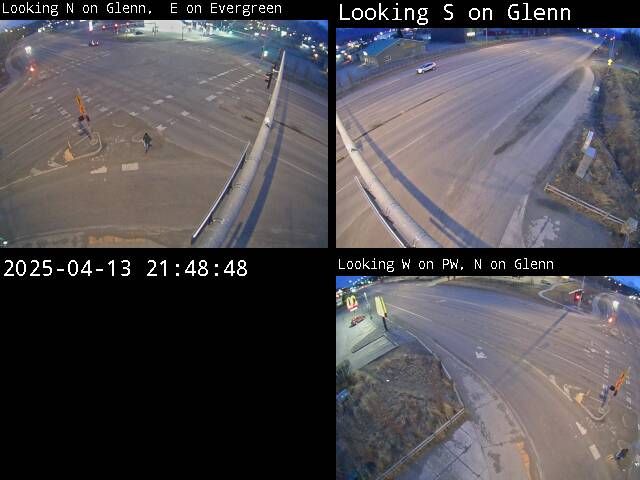 Looking N on Glenn, E on Evergreen
Looking S on Glenn
2025-04-13 21:48:48
Looking W on PW, N on Glenn